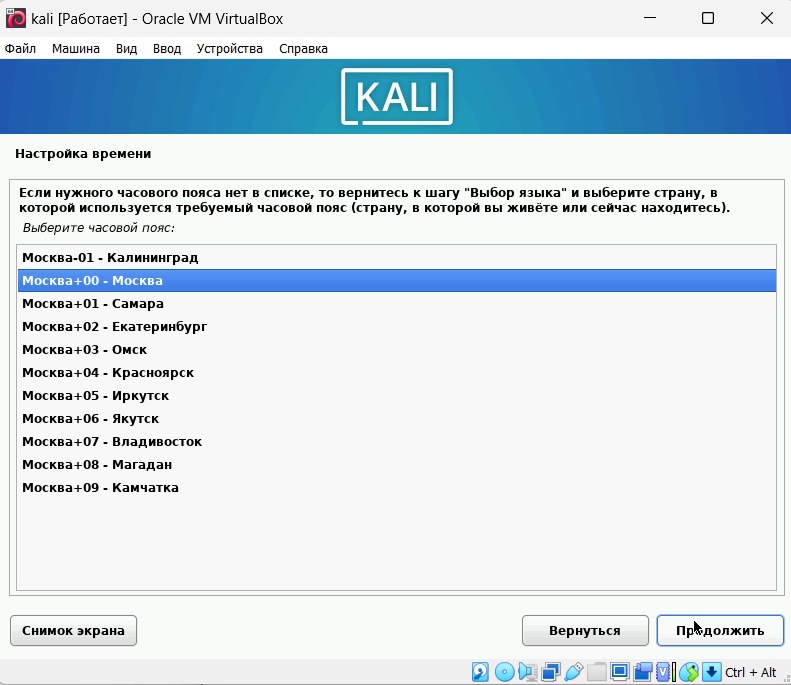 kali [Работает] - Oracle VM VirtualBox
Файл Машина Вид Ввод Устройства Справка
KALI
Настройка времени
Если нужного часового пояса нет в списке, то вернитесь к шагу "Выбор языка" и выберите страну, в
которой используется требуемый часовой пояс (страну, в которой вы живёте или сейчас находитесь).
Выберите часовой пояс:
Москва-01 - Калининград
Москва+00 - Москва
Москва+01 - Самара
Москва+02 - Екатеринбург
Москва+03 - Омск
Москва+04 - Красноярск
Москва+05 - Иркутск
Москва+06 - Якутск
Москва+07 - Владивосток
Москва+08 - Магадан
Москва+09 - Камчатка
Снимок экрана Вернуться Продолжить
Ctrl + Alt